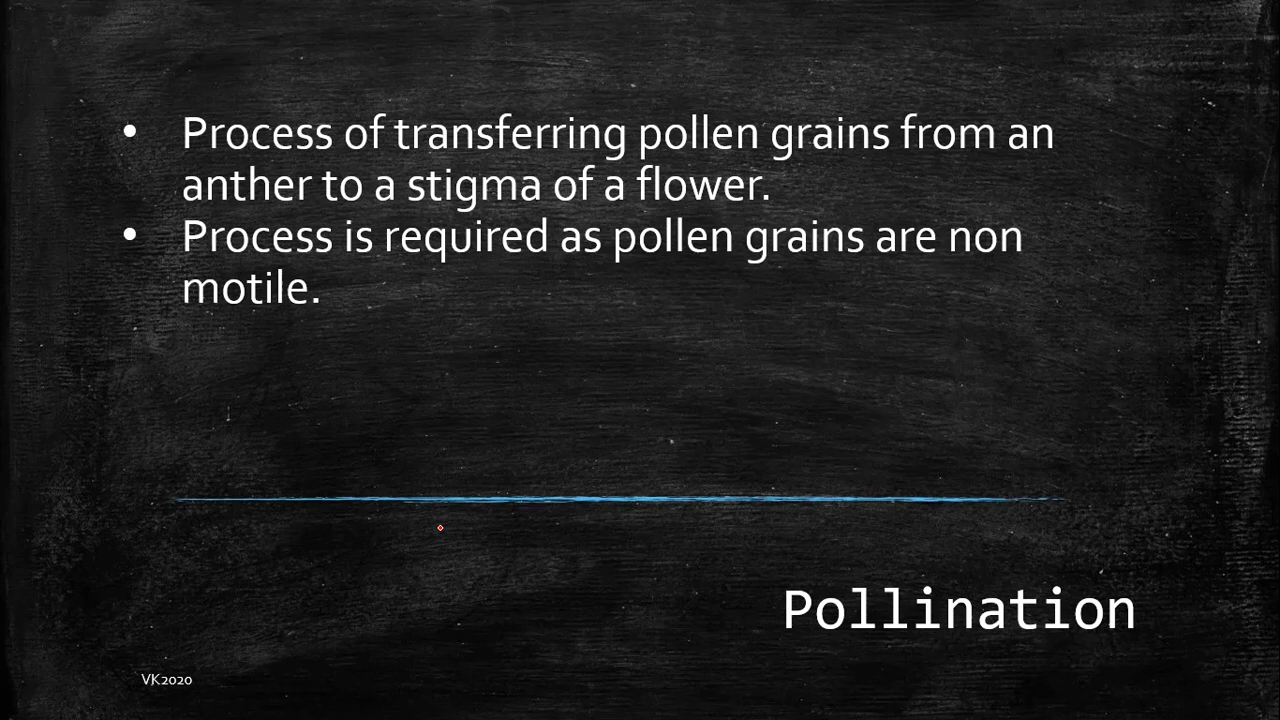 • Process of transferring pollen grains from an
anther to a stigma of a flower.
• Process is required as pollen grains are non
motile.
Pollination
VK2020